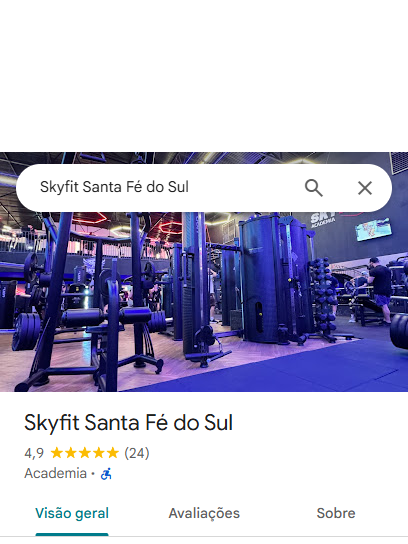 Skyfit Santa Fé do Sul
SKY
ACADEMIA
Skyfit Santa Fé do Sul
4,9 ★★★★★ (24)
Academia ·
Visão geral
Avaliações
Sobre